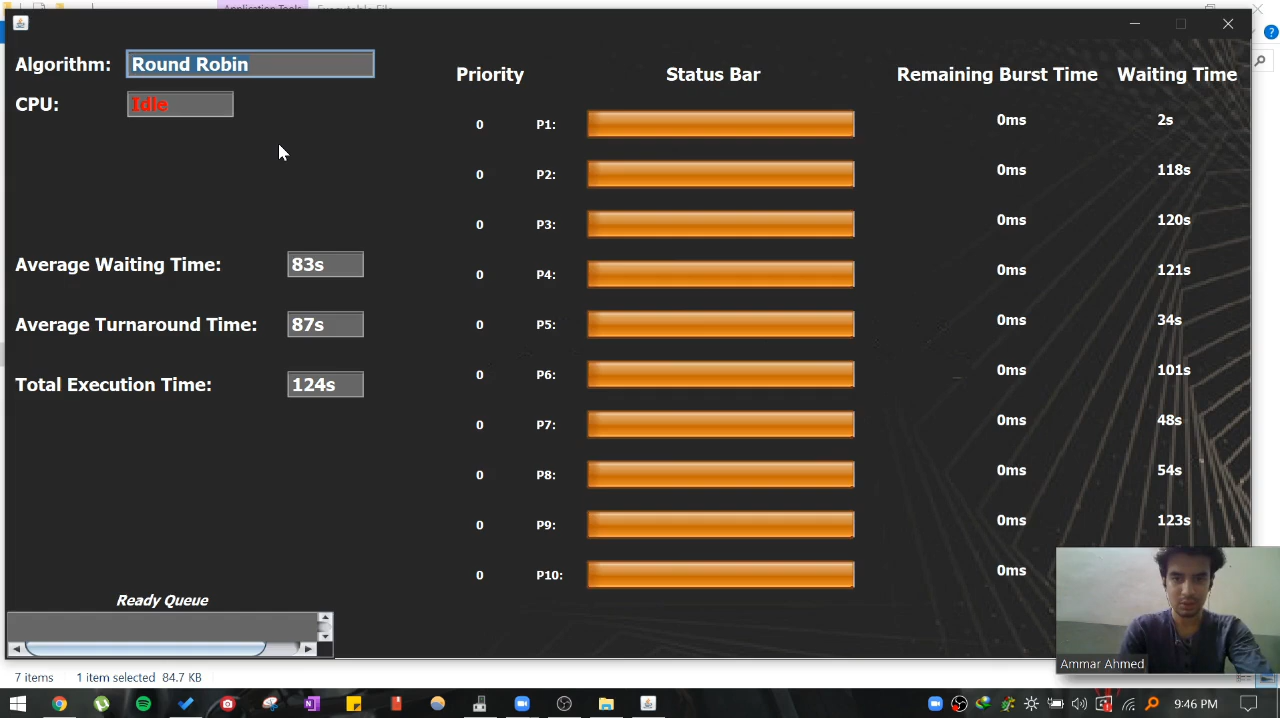 Application Tools Executable File
Algorithm: Round Robin
CPU: Idle
Priority Status Bar Remaining Burst Time Waiting Time
0 P1: 0ms 2s
0 P2: 0ms 118s
0 P3: 0ms 120s
0 P4: 0ms 121s
0 P5: 0ms 34s
0 P6: 0ms 101s
0 P7: 0ms 48s
0 P8: 0ms 54s
0 P9: 0ms 123s
0 P10: 0ms
Average Waiting Time: 83s
Average Turnaround Time: 87s
Total Execution Time: 124s
Ready Queue
Ammar Ahmed
7 items 1 item selected 84.7 KB
9:46 PM